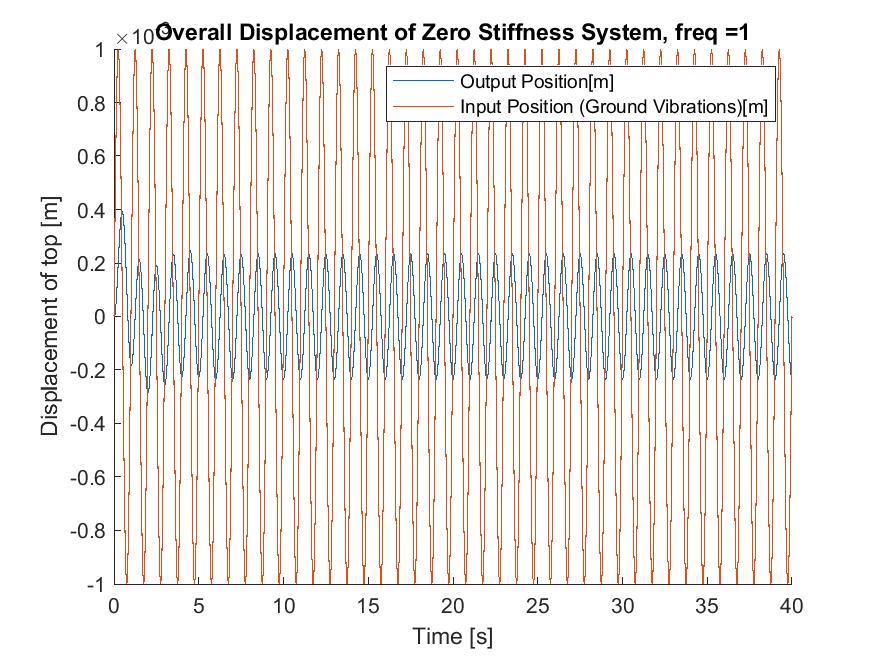 ×10
Overall Displacement of Zero Stiffness System, freq =1
Output Position[m]
Input Position (Ground Vibrations)[m]
1
0.8
0.6
0.4
0.2
0
-0.2
-0.4
-0.6
-0.8
-1
Displacement of top [m]
0 5 10 15 20 25 30 35 40
Time [s]